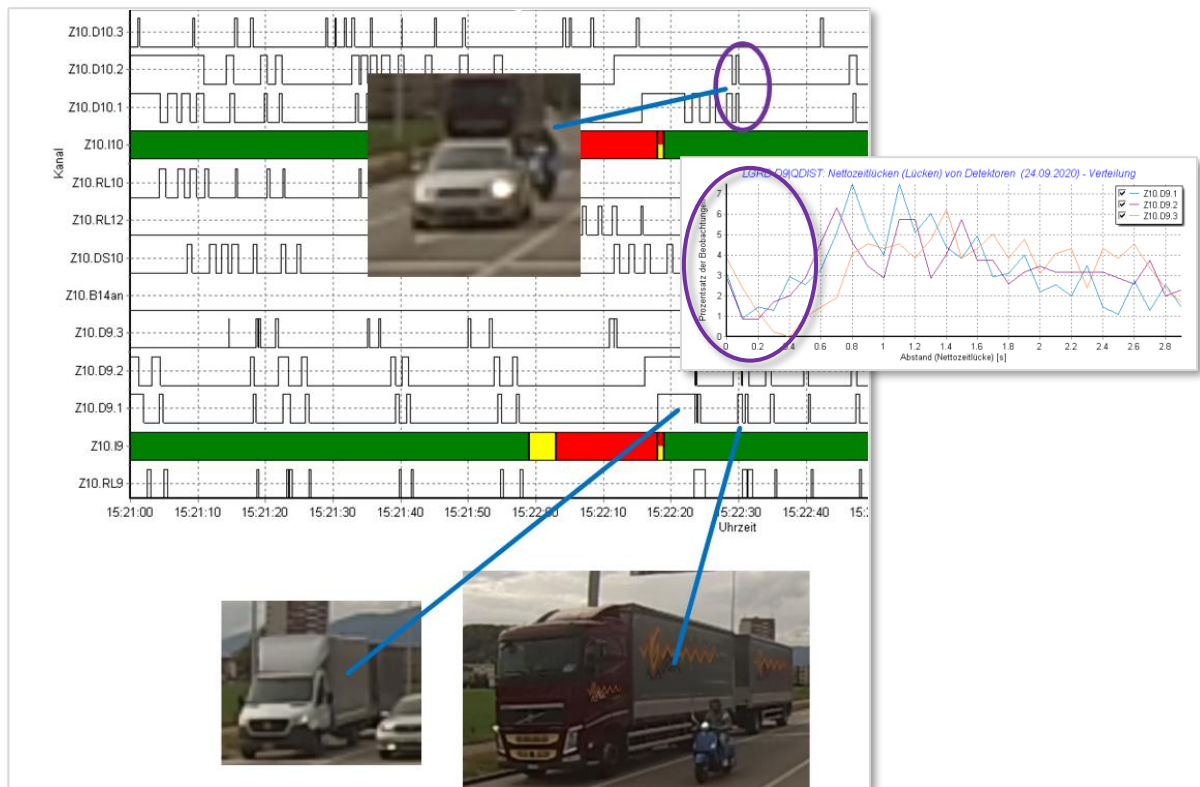 Kanal
Z10.D10.3
Z10.D10.2
Z10.D10.1
Z10.I10
Z10.RL10
Z10.RL12
Z10.DS10
Z10.B14an
Z10.D9.3
Z10.D9.2
Z10.D9.1
Z10.I9
Z10.RL9
15:21:00 15:21:10 15:21:20 15:21:30 15:21:40 15:21:50 15:22:00 15:22:10 15:22:20 15:22:30 15:22:40
Uhrzeit
LGRD D9|QDIST: Nettozeitlücken (Lücken) von Detektoren (24.09.2020) - Verteilung
Prozentsatz der Beobachtungen
7
6
5
4
3
2
1
0
Z10.D9.1
Z10.D9.2
Z10.D9.3
0 0.2 0.4 0.6 0.8 1 1.2 1.4 1.6 1.8 2 2.2 2.4 2.6 2.8
Abstand (Nettozeitlücke) [s]